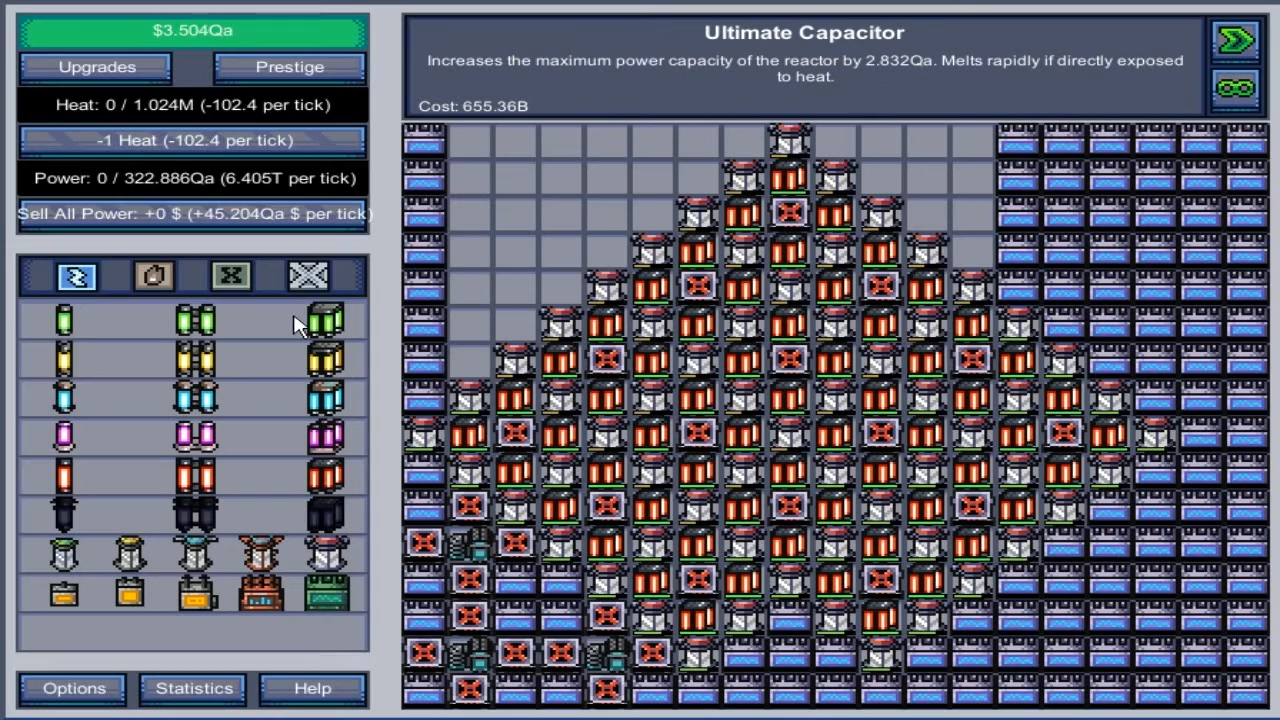 $3.504Qa
Upgrades
Prestige
Heat: 0 / 1.024M (-102.4 per tick)
-1 Heat (-102.4 per tick)
Power: 0 / 322.886Qa (6.405T per tick)
Sell All Power: +0 $ (+45.204Qa $ per tick)
Options
Statistics
Help
Ultimate Capacitor
Increases the maximum power capacity of the reactor by 2.832Qa. Melts rapidly if directly exposed
to heat.
Cost: 655.36B